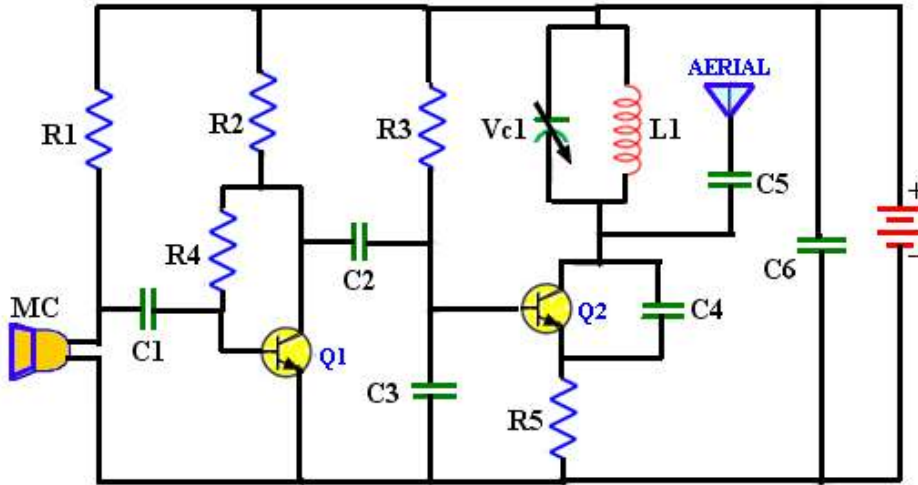 AERIAL
R1
R2
R3
Vc1
L1
C5
R4
C2
C6
MC
C1
Q1
Q2
C4
C3
R5
+
−